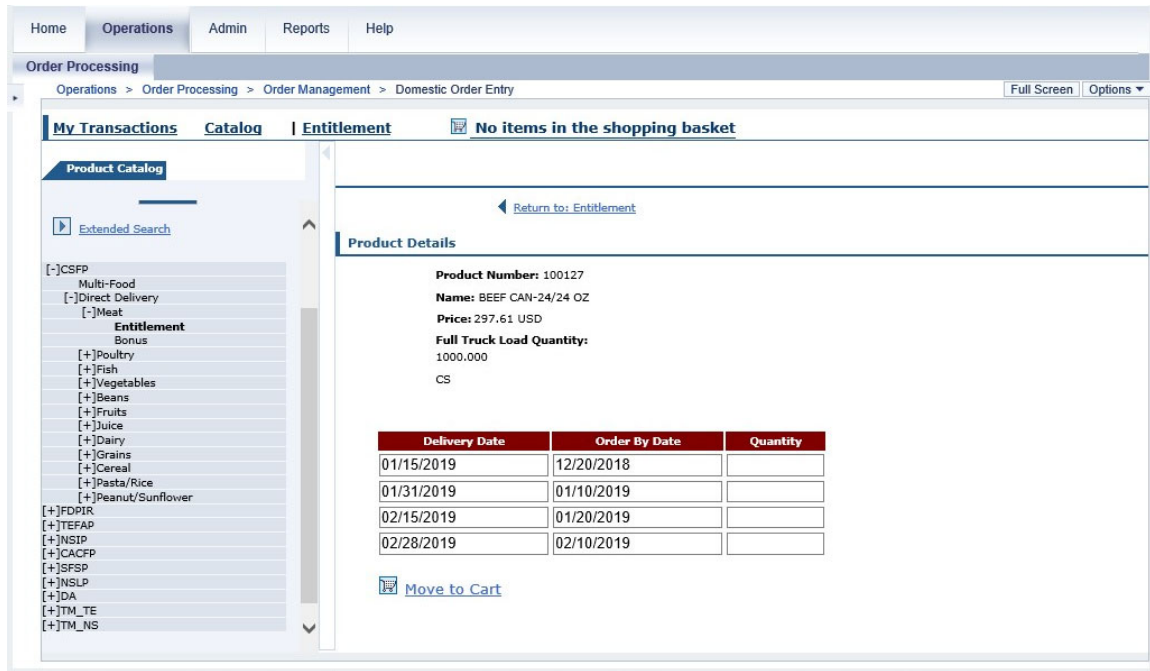 Home Operations Admin Reports Help
Order Processing
Operations > Order Processing > Order Management > Domestic Order Entry Full Screen Options
My Transactions Catalog | Entitlement No items in the shopping basket
Product Catalog
Return to: Entitlement
Extended Search
Product Details
[-]CSFP
Multi-Food
[-]Direct Delivery
[-]Meat
Entitlement
Bonus
[+]Poultry
[+]Fish
[+]Vegetables
[+]Beans
[+]Fruits
[+]Juice
[+]Dairy
[+]Grains
[+]Cereal
[+]Pasta/Rice
[+]Peanut/Sunflower
[+]FDPIR
[+]TEFAP
[+]NSIP
[+]CACFP
[+]SFSP
[+]NSLP
[+]DA
[+]TM_TE
[+]TM_NS
Product Number: 100127
Name: BEEF CAN-24/24 OZ
Price: 297.61 USD
Full Truck Load Quantity:
1000.000
CS
Delivery Date Order By Date Quantity
01/15/2019 12/20/2018
01/31/2019 01/10/2019
02/15/2019 01/20/2019
02/28/2019 02/10/2019
Move to Cart